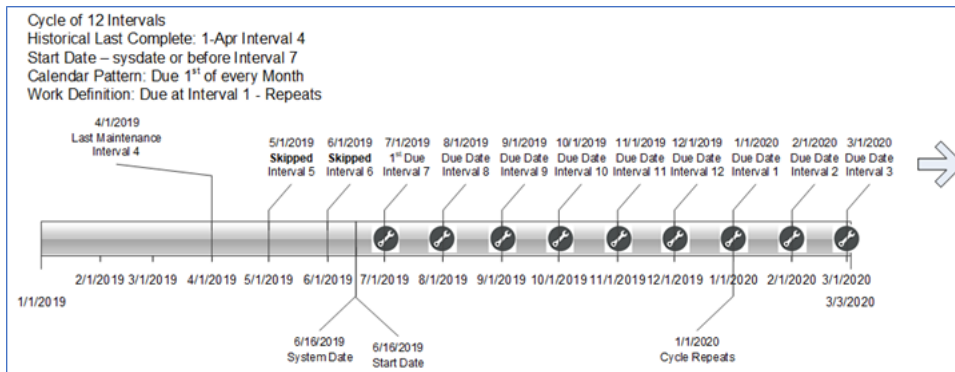 Cycle of 12 Intervals
Historical Last Complete: 1-Apr Interval 4
Start Date – sysdate or before Interval 7
Calendar Pattern: Due 1st of every Month
Work Definition: Due at Interval 1 - Repeats
4/1/2019
Last Maintenance
Interval 4
5/1/2019
Skipped
Interval 5
6/1/2019
Skipped
Interval 6
7/1/2019
1st Due
Interval 7
8/1/2019
Due Date
Interval 8
9/1/2019
Due Date
Interval 9
10/1/2019
Due Date
Interval 10
11/1/2019
Due Date
Interval 11
12/1/2019
Due Date
Interval 12
1/1/2020
Due Date
Interval 1
2/1/2020
Due Date
Interval 2
3/1/2020
Due Date
Interval 3
1/1/2019
2/1/2019
3/1/2019
4/1/2019
5/1/2019
6/1/2019
7/1/2019
8/1/2019
9/1/2019
10/1/2019
11/1/2019
12/1/2019
1/1/2020
2/1/2020
3/1/2020
3/3/2020
6/16/2019
System Date
6/16/2019
Start Date
1/1/2020
Cycle Repeats